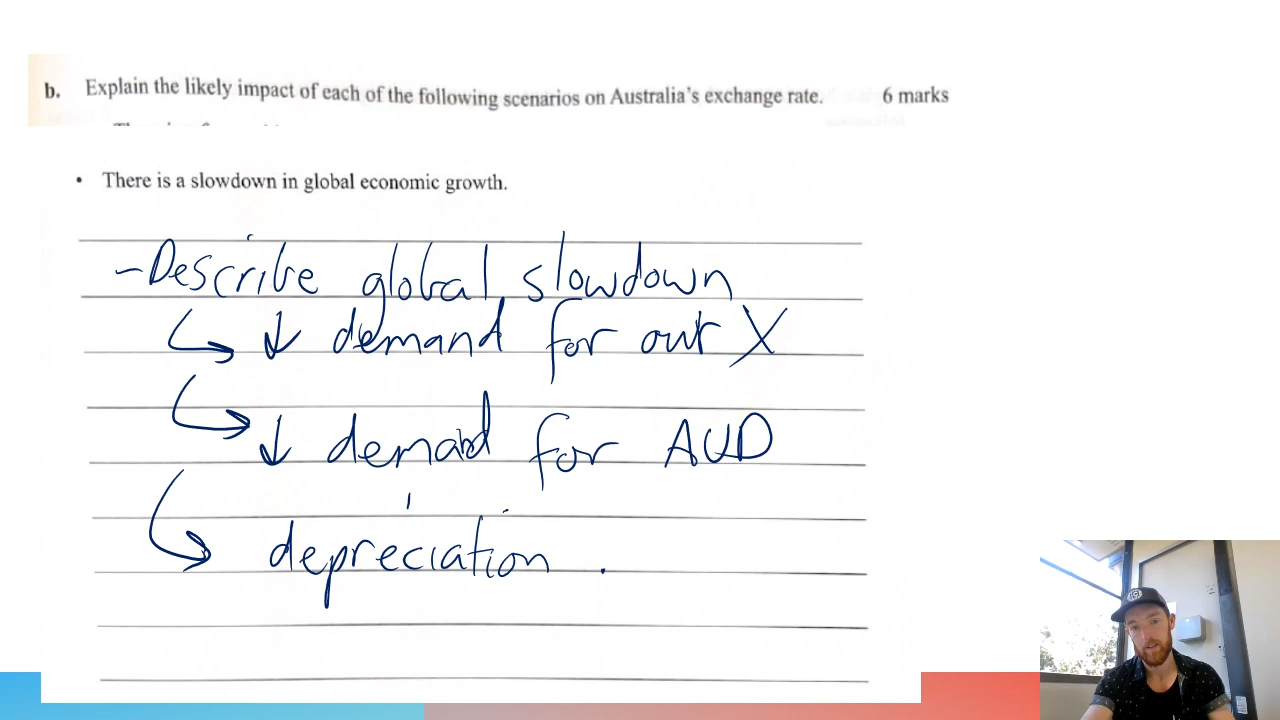 b. Explain the likely impact of each of the following scenarios on Australia's exchange rate. 6 marks
• There is a slowdown in global economic growth.
- Describe global slowdown
↳ ↓ demand for our X
↳ ↓ demand for AUD
↳ depreciation.